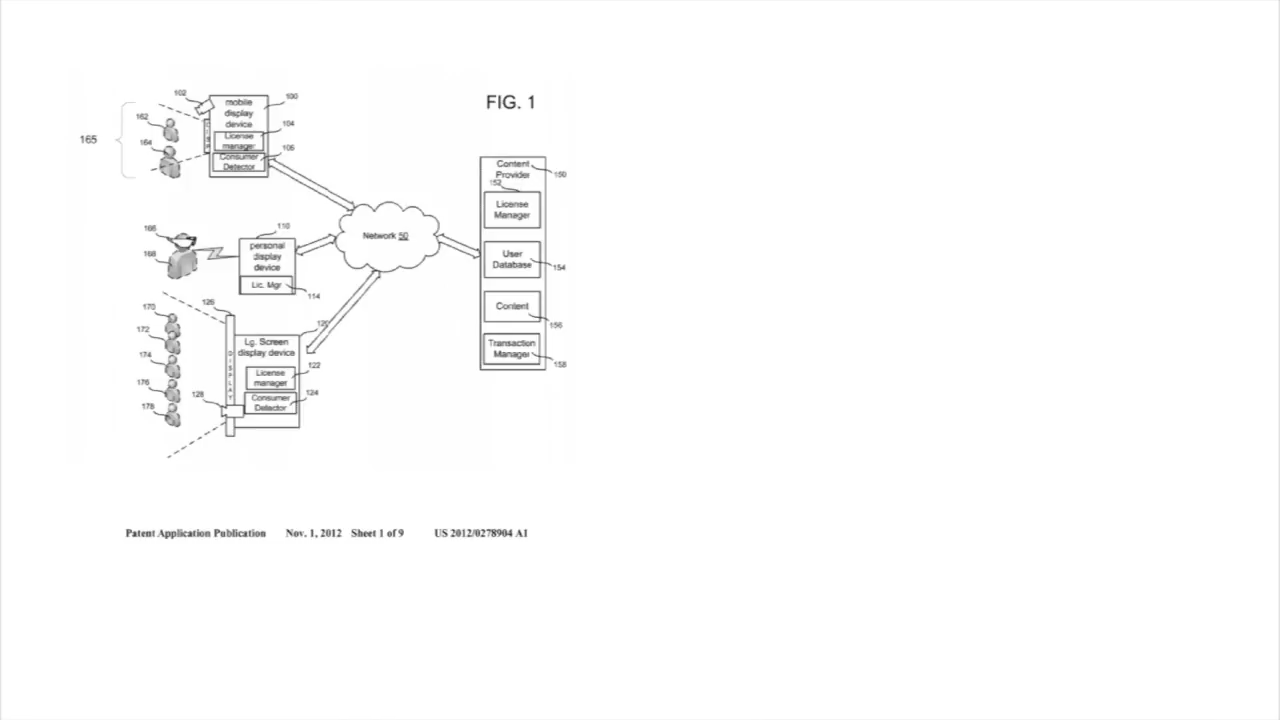 FIG. 1
102
100
mobile
display
device
162
165
164
104
License
manager
106
Consumer
Detector
Content
Provider
150
152
License
Manager
User
Database
154
Content
156
Transaction
Manager
158
Network 50
166
168
110
personal
display
device
Lic. Mgr
114
126
120
170
172
174
176
178
Lg. Screen
display device
DISPLAY
122
License
manager
128
124
Consumer
Detector
Patent Application Publication Nov. 1, 2012 Sheet 1 of 9 US 2012/0278904 A1